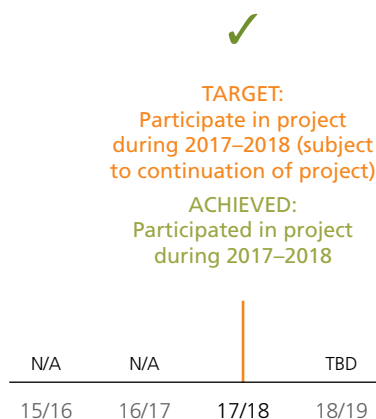 ✓
TARGET:
Participate in project
during 2017–2018 (subject
to continuation of project)
ACHIEVED:
Participated in project
during 2017–2018
N/A N/A TBD
15/16 16/17 17/18 18/19